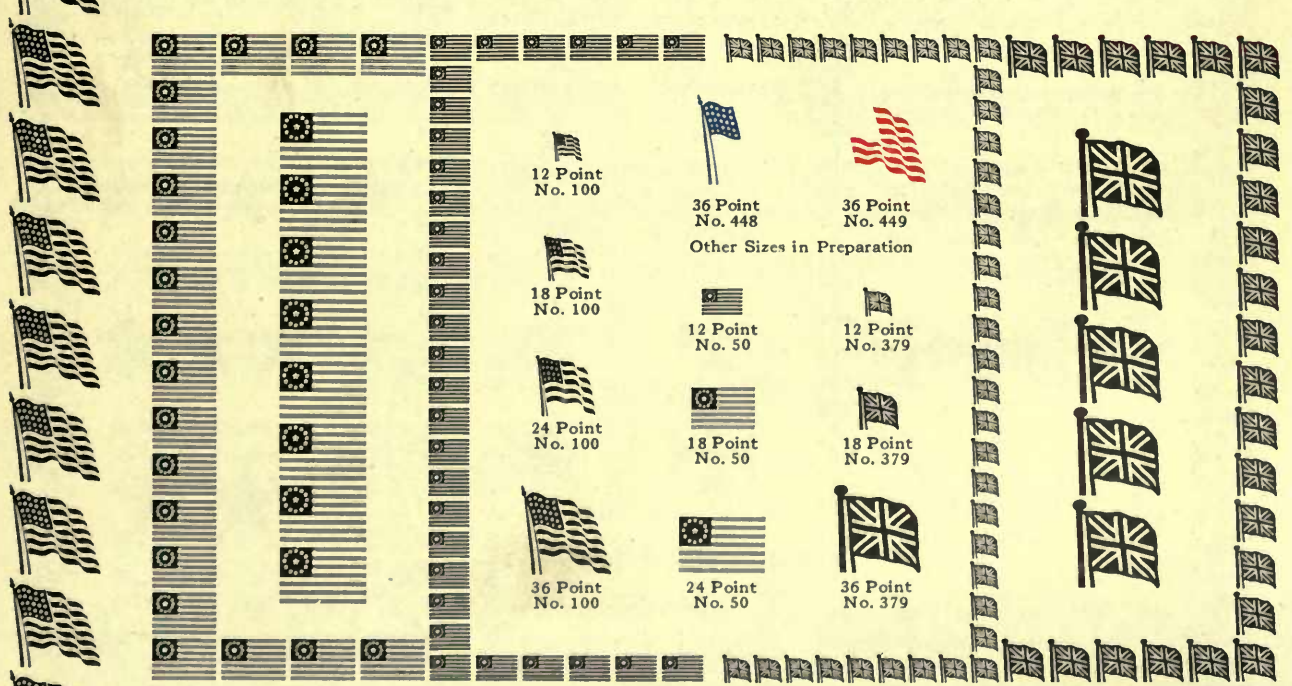 12 Point
No. 100
36 Point
No. 448
36 Point
No. 449
Other Sizes in Preparation
18 Point
No. 100
12 Point
No. 50
12 Point
No. 379
24 Point
No. 100
18 Point
No. 50
18 Point
No. 379
36 Point
No. 100
24 Point
No. 50
36 Point
No. 379